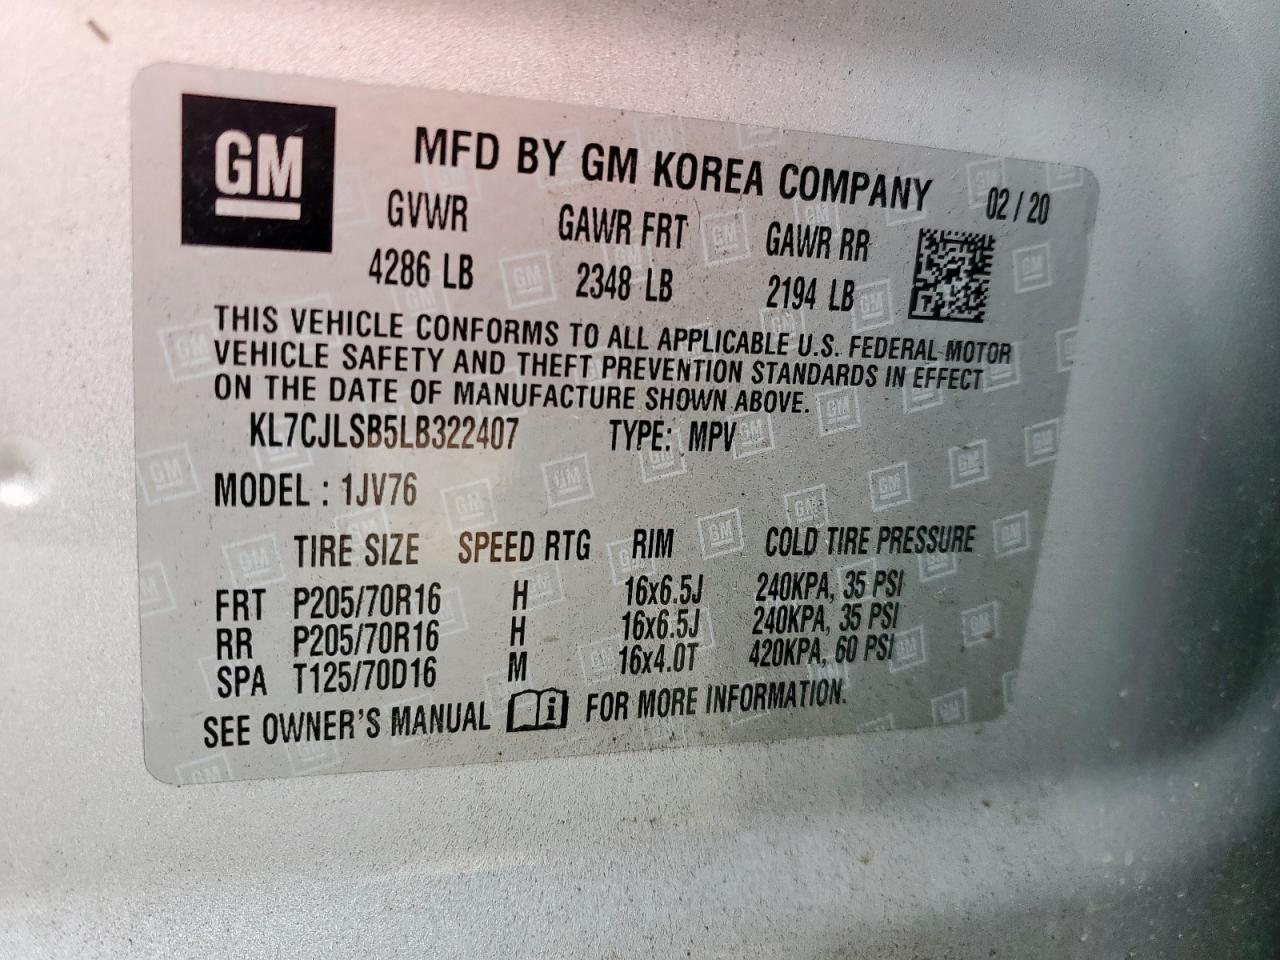 GM
MFD BY GM KOREA COMPANY 02/20
GVWR GAWR FRT GAWR RR
4286 LB 2348 LB 2194 LB
THIS VEHICLE CONFORMS TO ALL APPLICABLE U.S. FEDERAL MOTOR
VEHICLE SAFETY AND THEFT PREVENTION STANDARDS IN EFFECT
ON THE DATE OF MANUFACTURE SHOWN ABOVE.
KL7CJLSB5LB322407 TYPE: MPV
MODEL : 1JV76
TIRE SIZE SPEED RTG RIM COLD TIRE PRESSURE
FRT P205/70R16 H 16x6.5J 240KPA, 35 PSI
RR P205/70R16 H 16x6.5J 240KPA, 35 PSI
SPA T125/70D16 M 16x4.0T 420KPA, 60 PSI
SEE OWNER'S MANUAL FOR MORE INFORMATION.